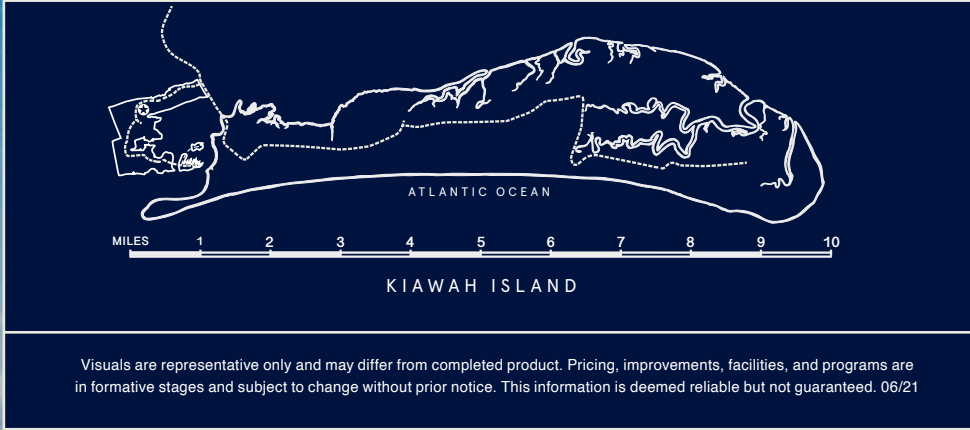 ATLANTIC OCEAN
MILES 1 2 3 4 5 6 7 8 9 10
KIAWAH ISLAND
Visuals are representative only and may differ from completed product. Pricing, improvements, facilities, and programs are
in formative stages and subject to change without prior notice. This information is deemed reliable but not guaranteed. 06/21